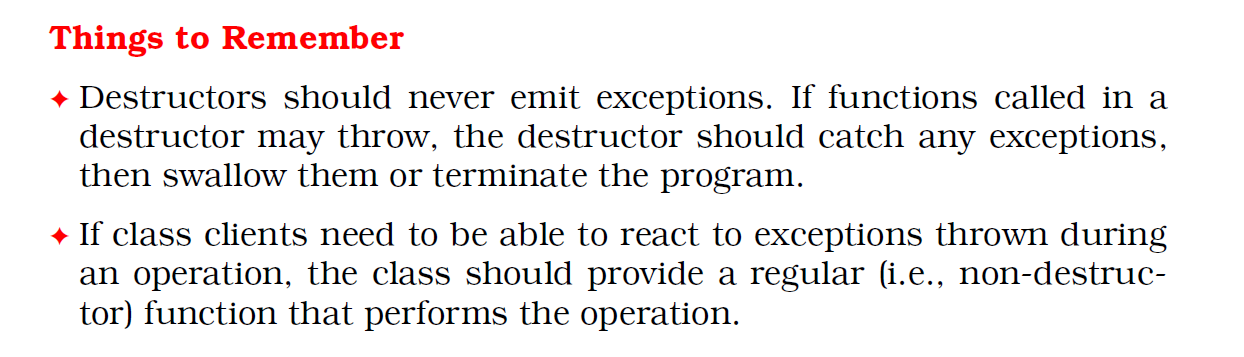 Things to Remember
✦ Destructors should never emit exceptions. If functions called in a
destructor may throw, the destructor should catch any exceptions,
then swallow them or terminate the program.
✦ If class clients need to be able to react to exceptions thrown during
an operation, the class should provide a regular (i.e., non-destruc-
tor) function that performs the operation.